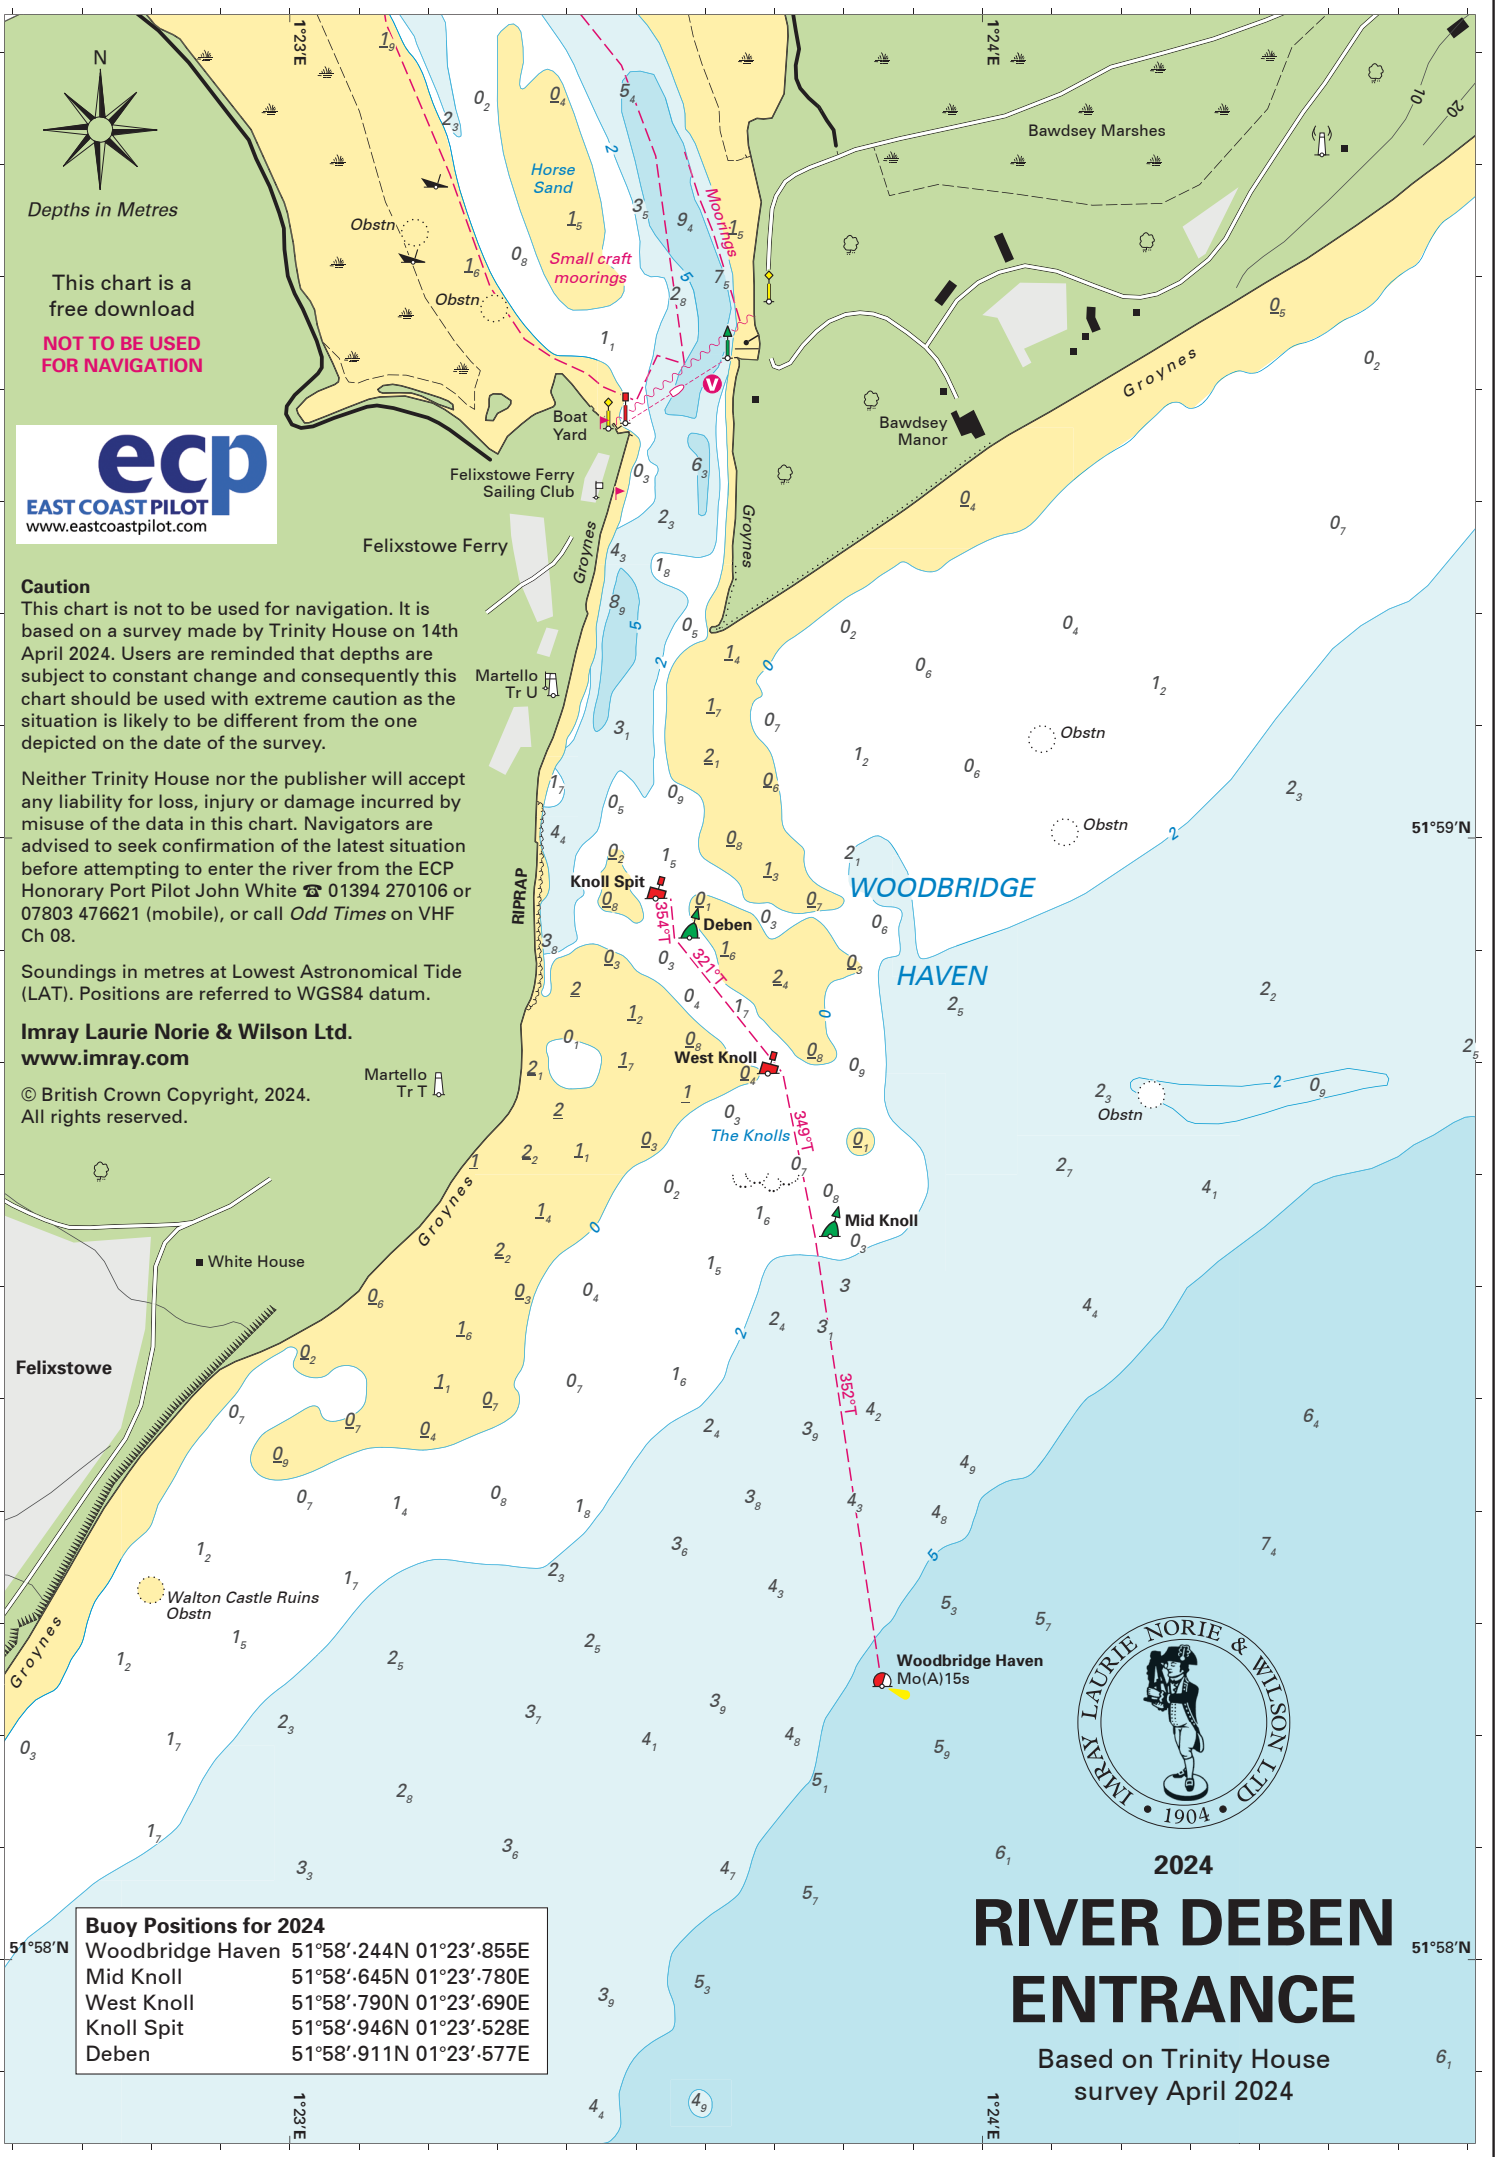 1°23′E
1°24′E
N
Depths in Metres
This chart is a
free download
NOT TO BE USED
FOR NAVIGATION
ecp
EAST COAST PILOT
www.eastcoastpilot.com
Caution
This chart is not to be used for navigation. It is
based on a survey made by Trinity House on 14th
April 2024. Users are reminded that depths are
subject to constant change and consequently this
chart should be used with extreme caution as the
situation is likely to be different from the one
depicted on the date of the survey.
Neither Trinity House nor the publisher will accept
any liability for loss, injury or damage incurred by
misuse of the data in this chart. Navigators are
advised to seek confirmation of the latest situation
before attempting to enter the river from the ECP
Honorary Port Pilot John White ☎ 01394 270106 or
07803 476621 (mobile), or call Odd Times on VHF
Ch 08.
Soundings in metres at Lowest Astronomical Tide
(LAT). Positions are referred to WGS84 datum.
Imray Laurie Norie & Wilson Ltd.
www.imray.com
© British Crown Copyright, 2024.
All rights reserved.
Horse
Sand
Small craft
moorings
Moorings
Obstn
Obstn
Bawdsey Marshes
10
20
Boat
Yard
V
Bawdsey
Manor
Groynes
Felixstowe Ferry
Sailing Club
Felixstowe Ferry
Groynes
Groynes
Martello
Tr U
Obstn
Obstn
51°59′N
RIPRAP
Knoll Spit
354°T
Deben
321°T
WOODBRIDGE
HAVEN
West Knoll
Martello
Tr T
349°T
The Knolls
Obstn
Mid Knoll
Groynes
White House
Felixstowe
352°T
Walton Castle Ruins
Obstn
Groynes
Woodbridge Haven
Mo(A)15s
IMRAY LAURIE NORIE & WILSON LTD
• 1904 •
2024
RIVER DEBEN
ENTRANCE
Based on Trinity House
survey April 2024
51°58′N
51°58′N
Buoy Positions for 2024
Woodbridge Haven 51°58′·244N 01°23′·855E
Mid Knoll 51°58′·645N 01°23′·780E
West Knoll 51°58′·790N 01°23′·690E
Knoll Spit 51°58′·946N 01°23′·528E
Deben 51°58′·911N 01°23′·577E
1°23′E
1°24′E